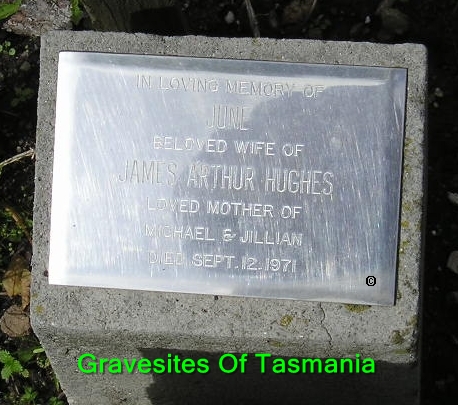 IN LOVING MEMORY OF
JUNE
BELOVED WIFE OF
JAMES ARTHUR HUGHES
LOVED MOTHER OF
MICHAEL & JILLIAN
DIED SEPT. 12. 1971
©
Gravesites Of Tasmania